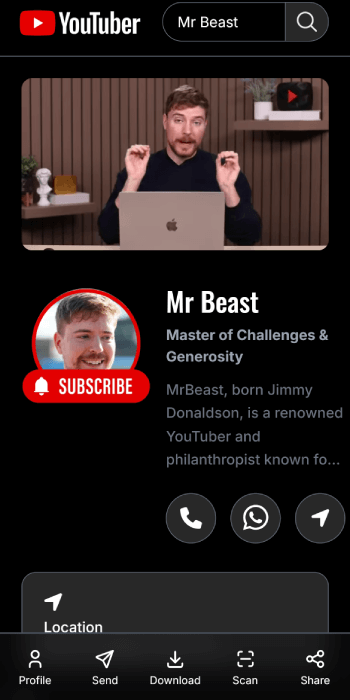 YouTuber
Mr Beast
Mr Beast
Master of Challenges &
Generosity
SUBSCRIBE
MrBeast, born Jimmy
Donaldson, is a renowned
YouTuber and
philanthropist known fo...
Location
Profile
Send
Download
Scan
Share